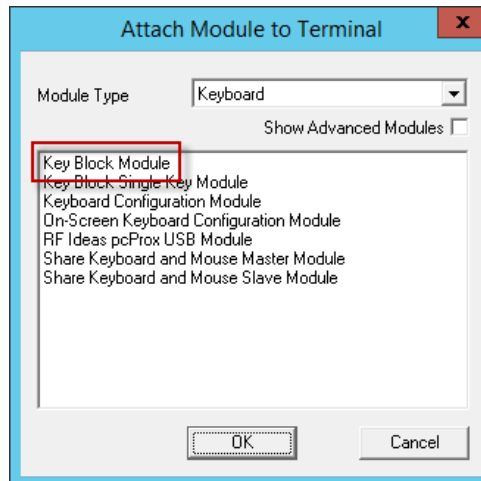 Attach Module to Terminal
x
Module Type
Keyboard
Show Advanced Modules
Key Block Module
Key Block Single Key Module
Keyboard Configuration Module
On-Screen Keyboard Configuration Module
RF Ideas pcProx USB Module
Share Keyboard and Mouse Master Module
Share Keyboard and Mouse Slave Module
OK
Cancel